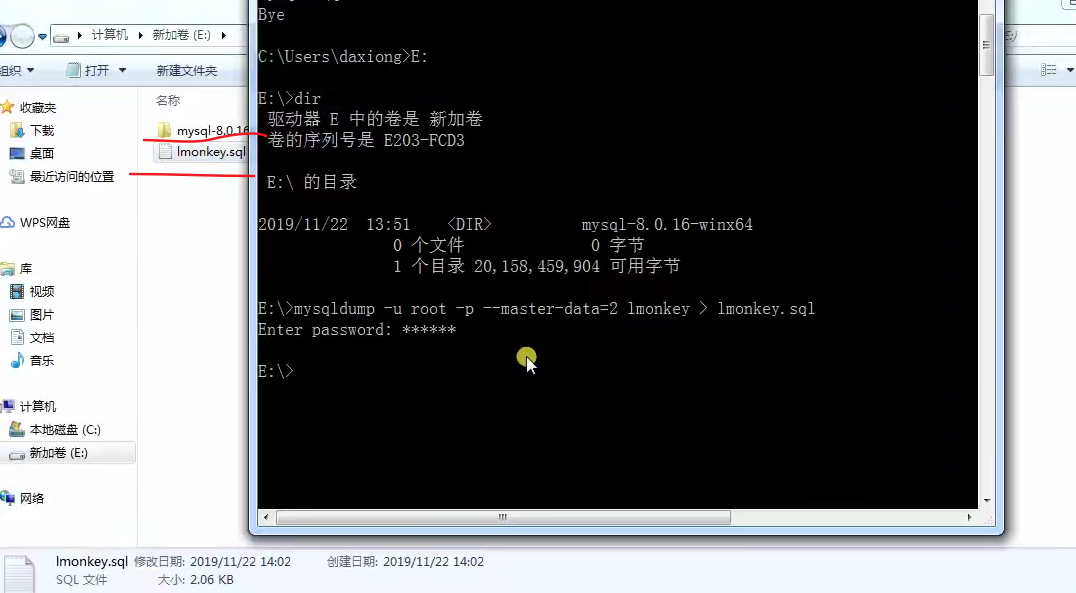 Bye
计算机 新加卷 (E:)
C:\Users\daxiong>E:
组织 打开 新建文件夹
名称
E:\>dir
收藏夹
驱动器 E 中的卷是 新加卷
下载
mysql-8.0.16
卷的序列号是 E203-FCD3
桌面
lmonkey.sql
最近访问的位置
E:\ 的目录
WPS网盘
2019/11/22 13:51 <DIR> mysql-8.0.16-winx64
0 个文件 0 字节
库
1 个目录 20,158,459,904 可用字节
视频
图片
E:\>mysqldump -u root -p --master-data=2 lmonkey > lmonkey.sql
Enter password: ******
文档
音乐
E:\>
计算机
本地磁盘 (C:)
新加卷 (E:)
网络
lmonkey.sql 修改日期: 2019/11/22 14:02 创建日期: 2019/11/22 14:02
SQL 文件 大小: 2.06 KB